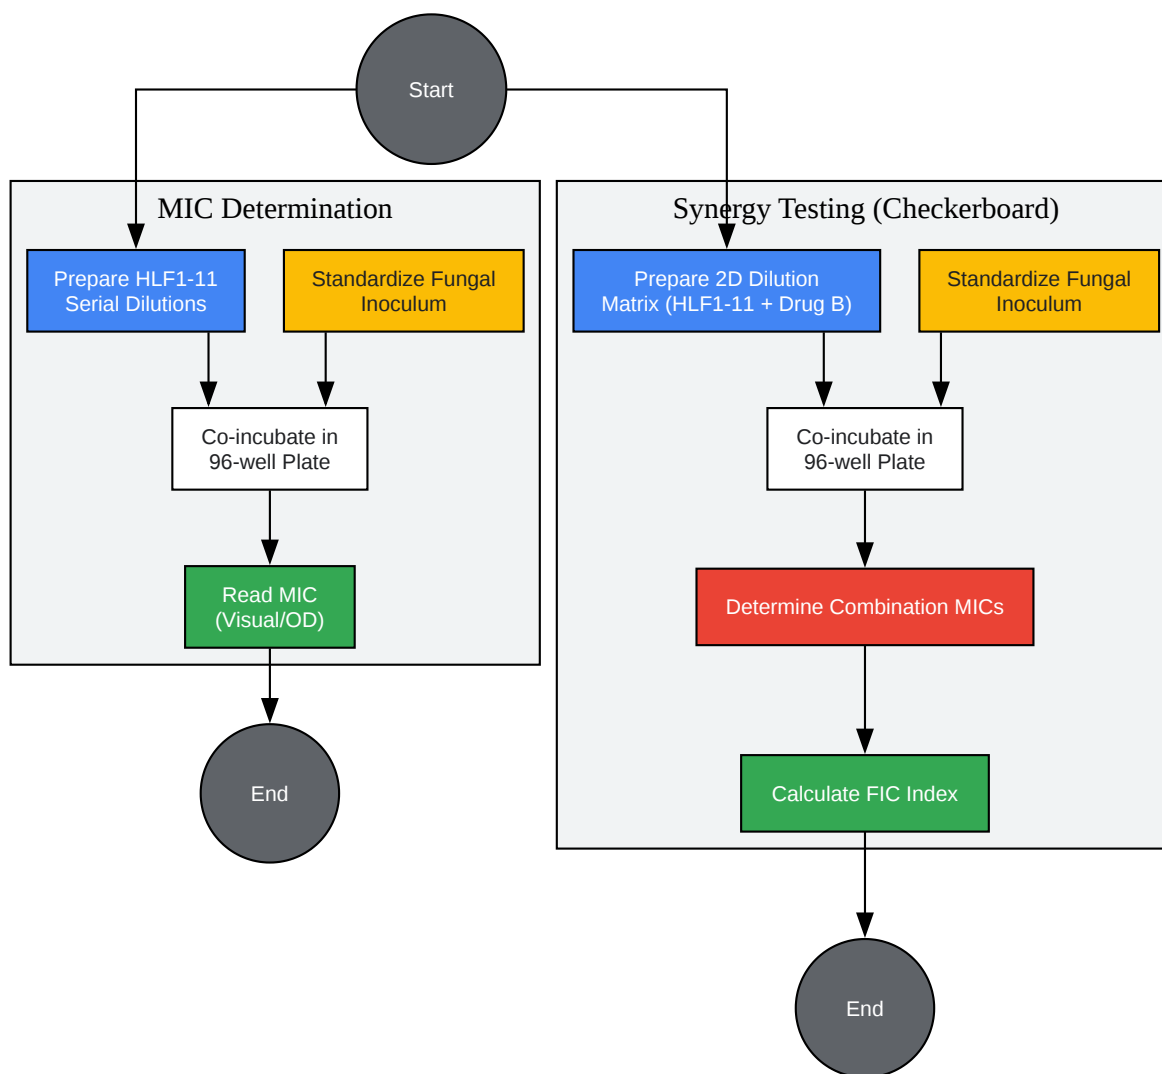 Start
MIC Determination
Prepare HLF1-11
Serial Dilutions
Standardize Fungal
Inoculum
Co-incubate in
96-well Plate
Read MIC
(Visual/OD)
End
Synergy Testing (Checkerboard)
Prepare 2D Dilution
Matrix (HLF1-11 + Drug B)
Standardize Fungal
Inoculum
Co-incubate in
96-well Plate
Determine Combination MICs
Calculate FIC Index
End